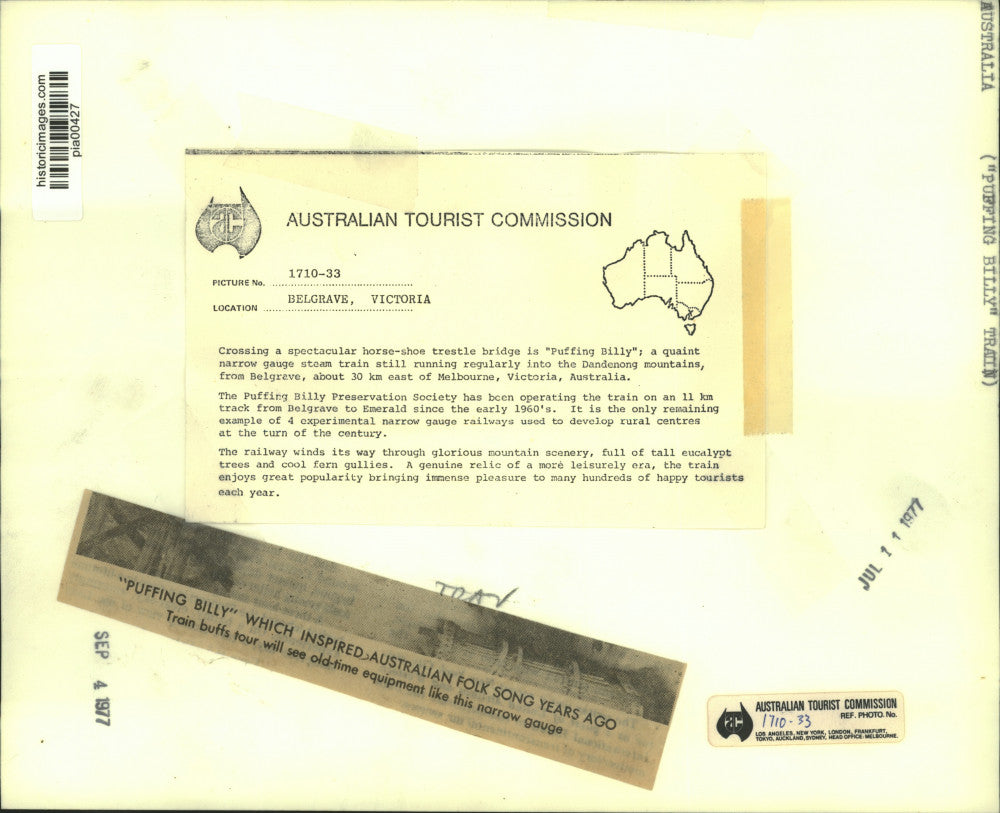 historicimages.com
pia00427
AUSTRALIA ("PUFFING BILLY" TRAIN)
AUSTRALIAN TOURIST COMMISSION
PICTURE No. 1710-33
LOCATION BELGRAVE, VICTORIA
Crossing a spectacular horse-shoe trestle bridge is "Puffing Billy"; a quaint
narrow gauge steam train still running regularly into the Dandenong mountains,
from Belgrave, about 30 km east of Melbourne, Victoria, Australia.
The Puffing Billy Preservation Society has been operating the train on an 11 km
track from Belgrave to Emerald since the early 1960's. It is the only remaining
example of 4 experimental narrow gauge railways used to develop rural centres
at the turn of the century.
The railway winds its way through glorious mountain scenery, full of tall eucalypt
trees and cool fern gullies. A genuine relic of a more leisurely era, the train
enjoys great popularity bringing immense pleasure to many hundreds of happy tourists
each year.
JUL 11 1977
TRAV
"PUFFING BILLY" WHICH INSPIRED AUSTRALIAN FOLK SONG YEARS AGO
Train buffs tour will see old-time equipment like this narrow gauge
SEP 4 1977
AUSTRALIAN TOURIST COMMISSION
1710-33 REF. PHOTO. No.
LOS ANGELES, NEW YORK, LONDON, FRANKFURT,
TOKYO, AUCKLAND, SYDNEY, HEAD OFFICE: MELBOURNE.